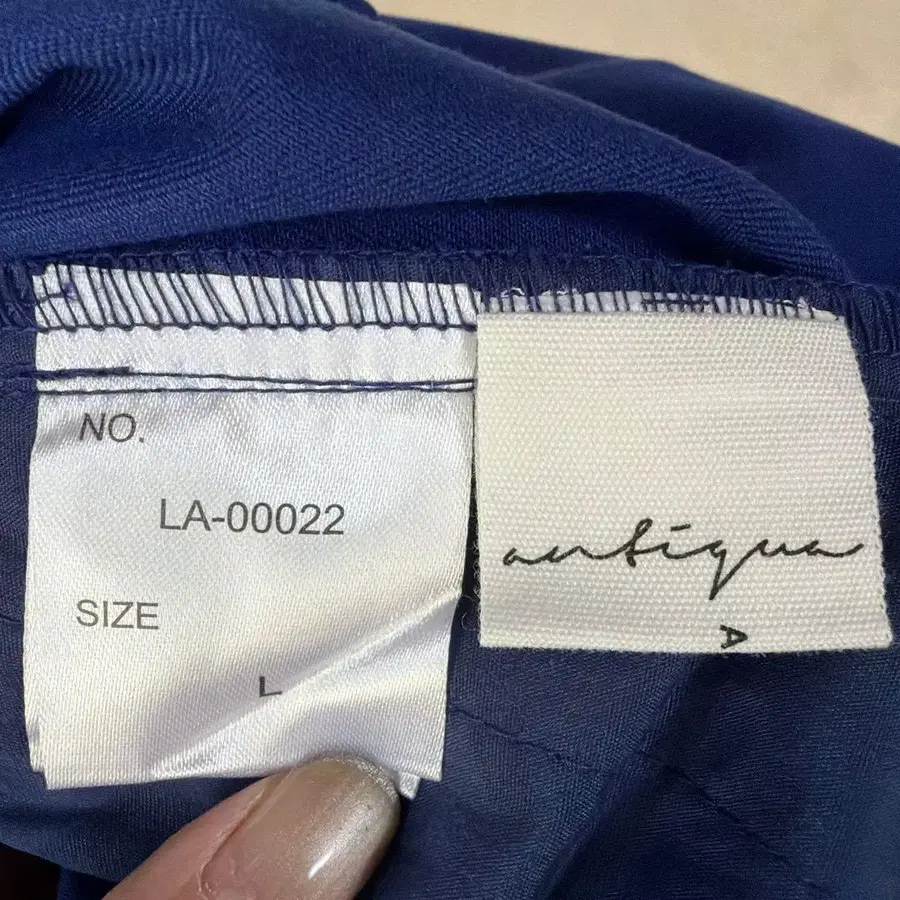 NO.
LA-00022
SIZE
L
antiqua
A